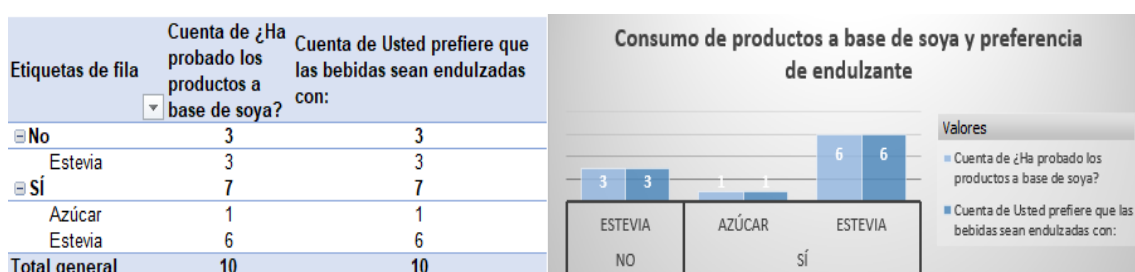 Etiquetas de fila
Cuenta de ¿Ha
probado los
productos a
base de soya?
Cuenta de Usted prefiere que
las bebidas sean endulzadas
con:
No 3 3
Estevia 3 3
SÍ 7 7
Azúcar 1 1
Estevia 6 6
Total general 10 10
Consumo de productos a base de soya y preferencia
de endulzante
3 3 1 1 6 6
ESTEVIA AZÚCAR ESTEVIA
NO SÍ
Valores
Cuenta de ¿Ha probado los
productos a base de soya?
Cuenta de Usted prefiere que las
bebidas sean endulzadas con: